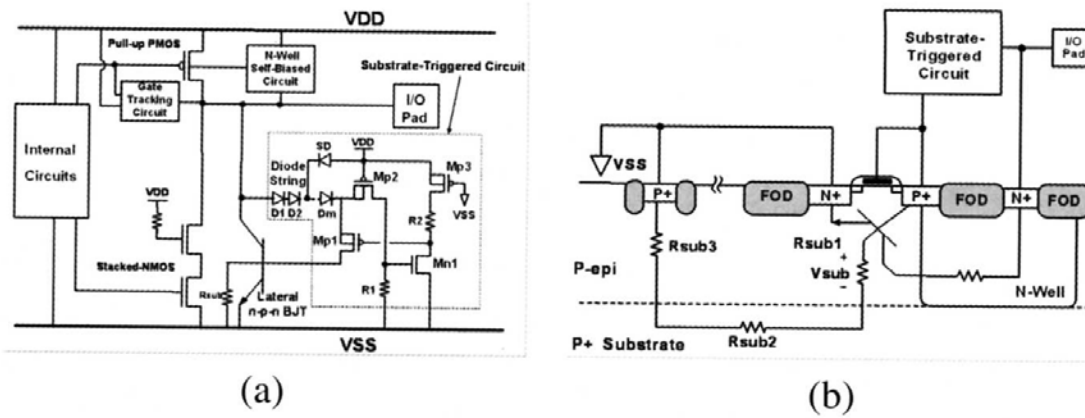 VDD
Pull-up PMOS
N-Well
Self-Biased
Circuit
Substrate-Triggered Circuit
Gate
Tracking
Circuit
I/O
Pad
Internal
Circuits
SD
VDD
Diode
String
Mp2
Mp3
VSS
D1 D2
Dm
R2
VDD
Mp1
Mn1
Stacked-NMOS
Rsub
R1
Lateral
n-p-n BJT
VSS
(a)
Substrate-
Triggered
Circuit
I/O
Pad
VSS
P+
FOD
N+
P+
FOD
N+
FOD
Rsub3
Rsub1
+
Vsub
-
P-epi
N-Well
P+ Substrate
Rsub2
(b)